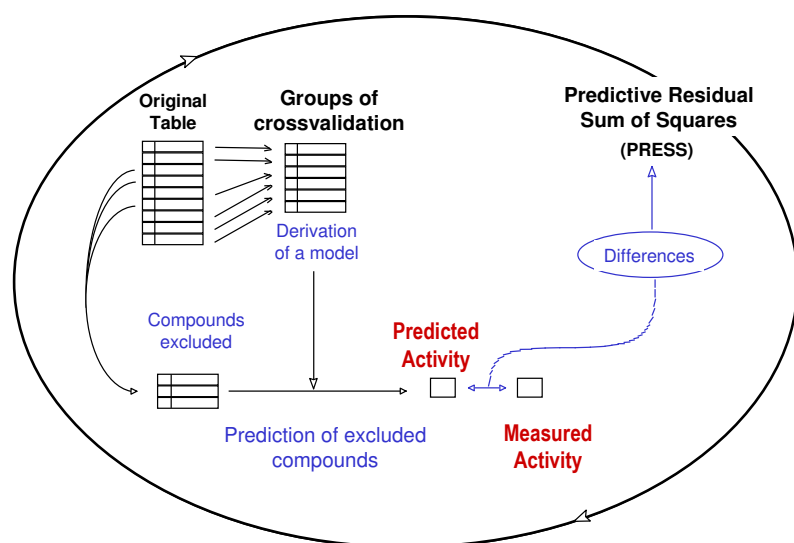 Original
Table
Groups of
crossvalidation
Predictive Residual
Sum of Squares
(PRESS)
Derivation
of a model
Differences
Compounds
excluded
Predicted
Activity
Prediction of excluded
compounds
Measured
Activity